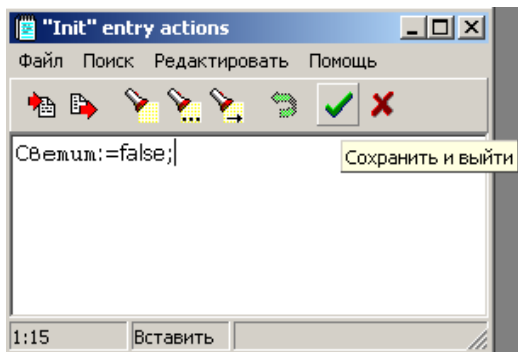 "Init" entry actions
Файл Поиск Редактировать Помощь
Светит:=false;
Сохранить и выйти
1:15 Вставить